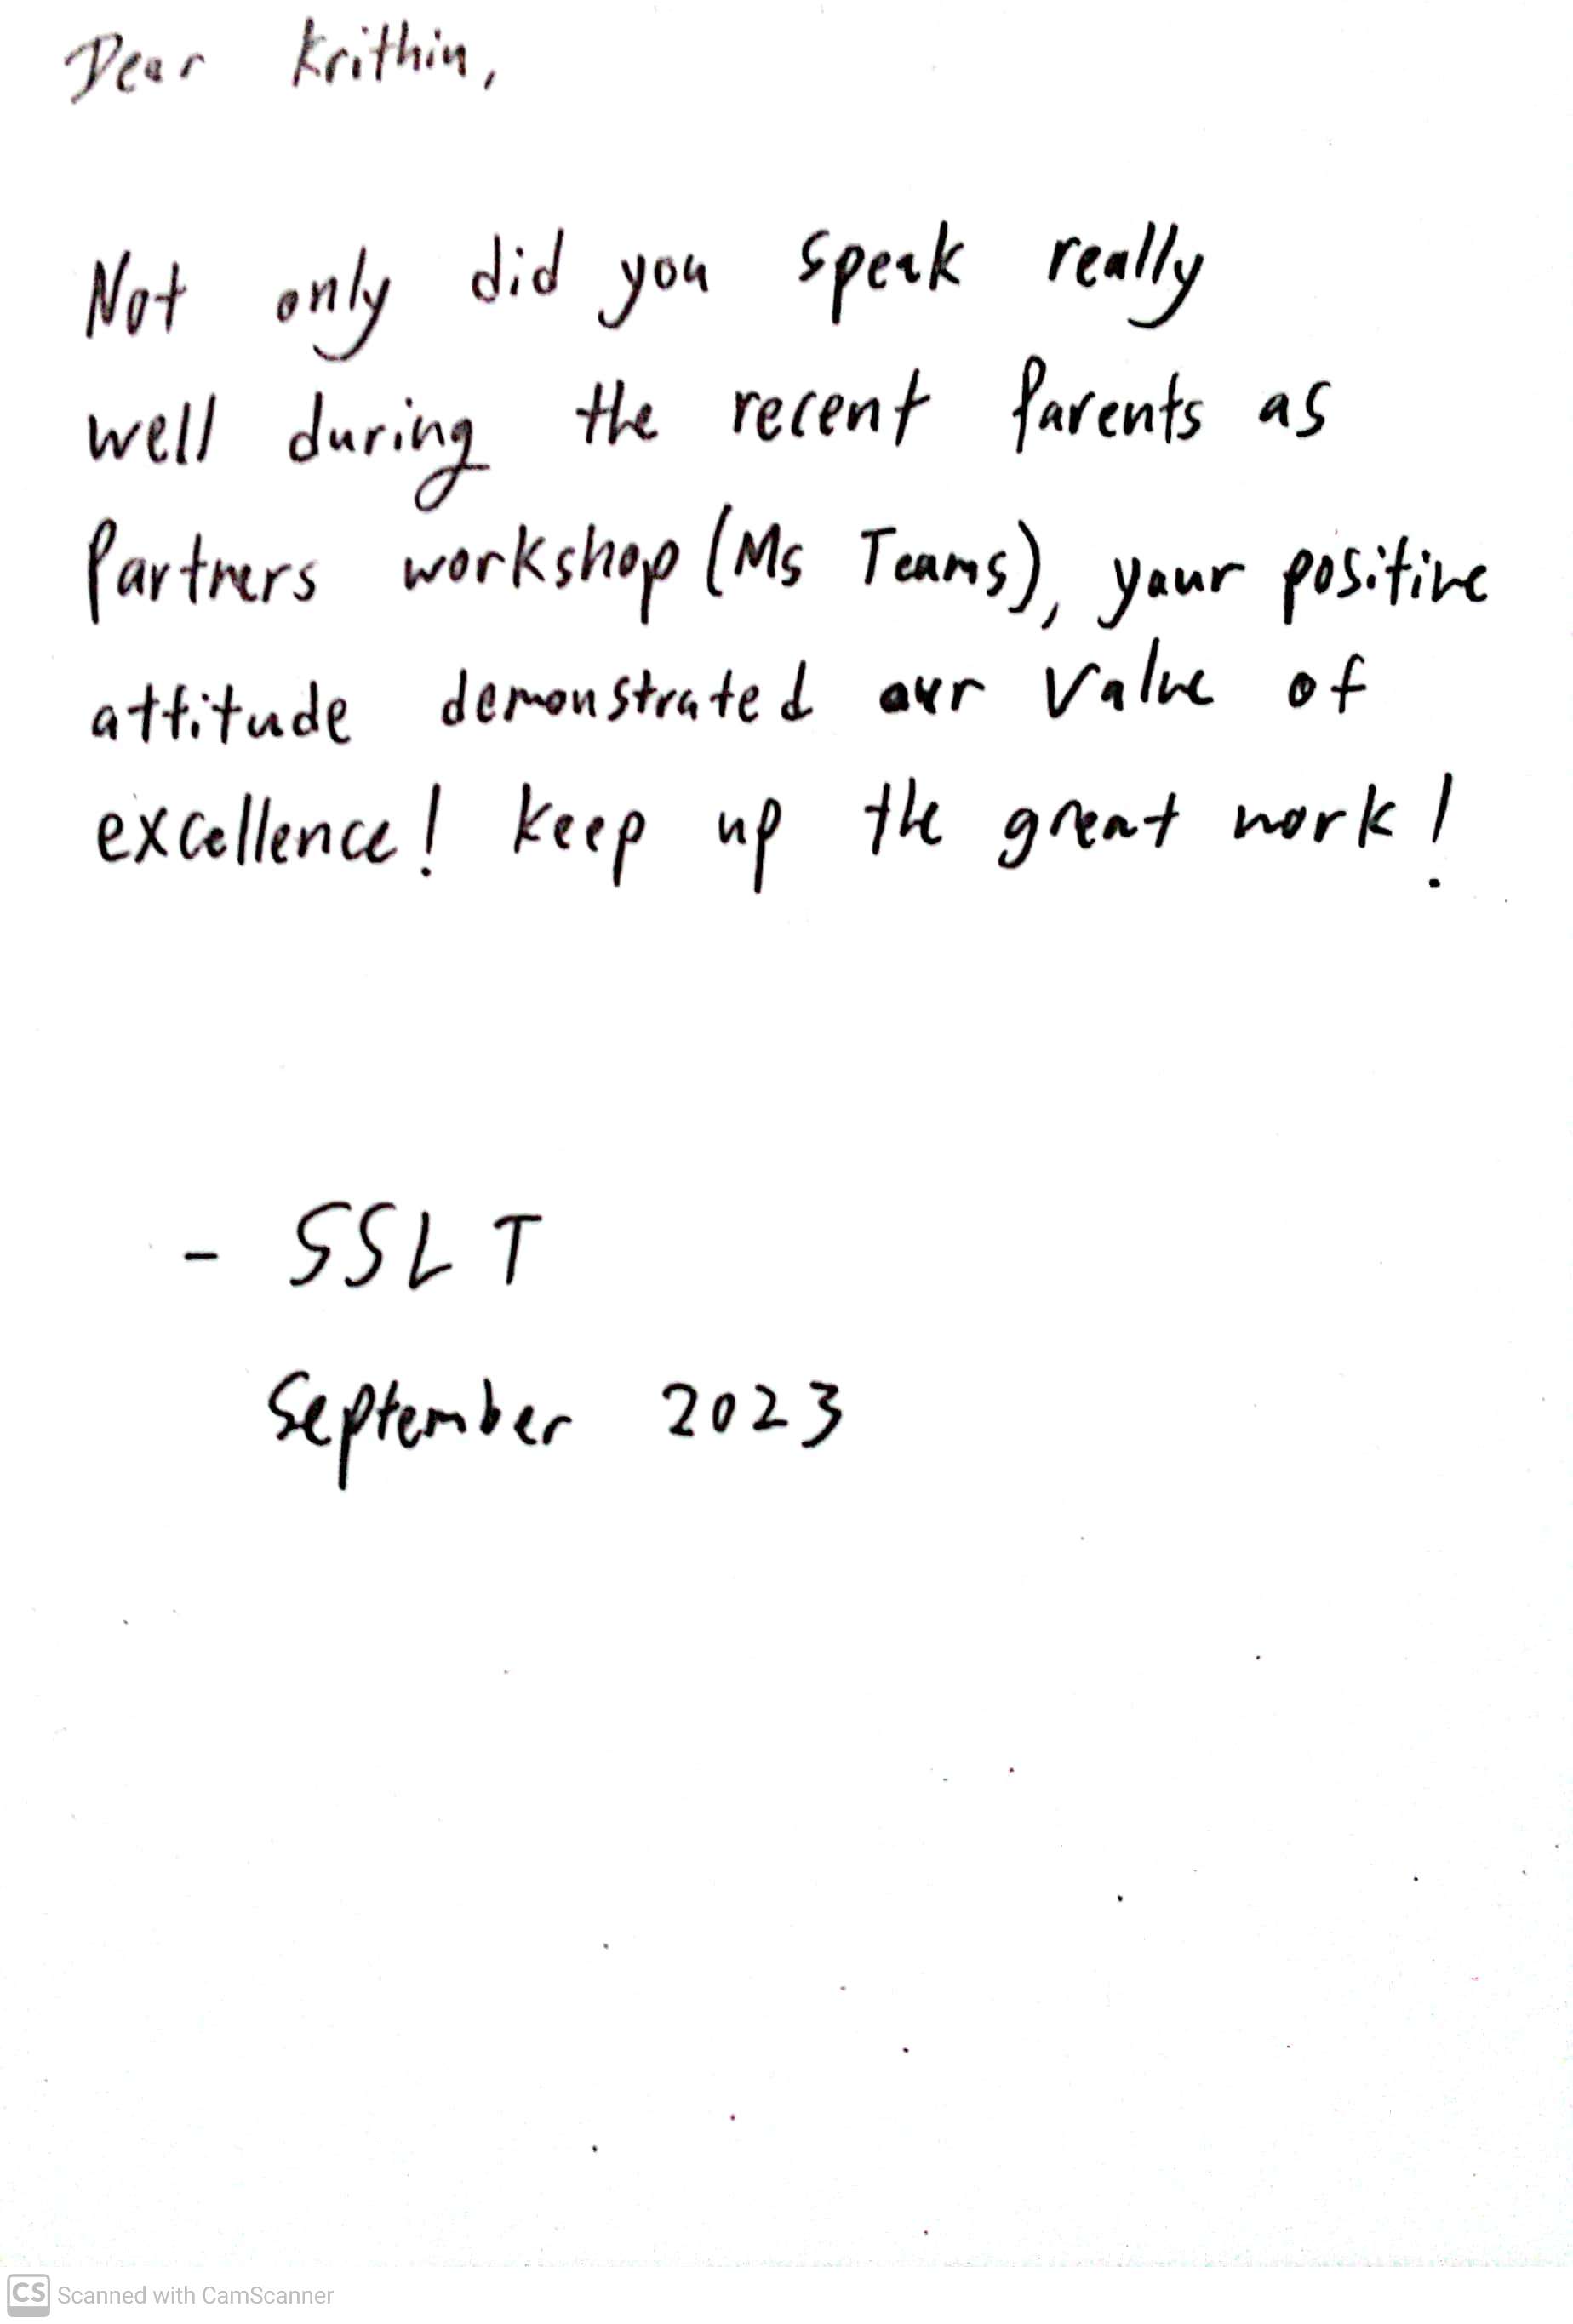 Dear Krithin,
Not only did you speak really
well during the recent Parents as
Partners workshop (Ms Teams), your positive
attitude demonstrated our value of
excellence! Keep up the great work!
- SSLT
September 2023
CS Scanned with CamScanner